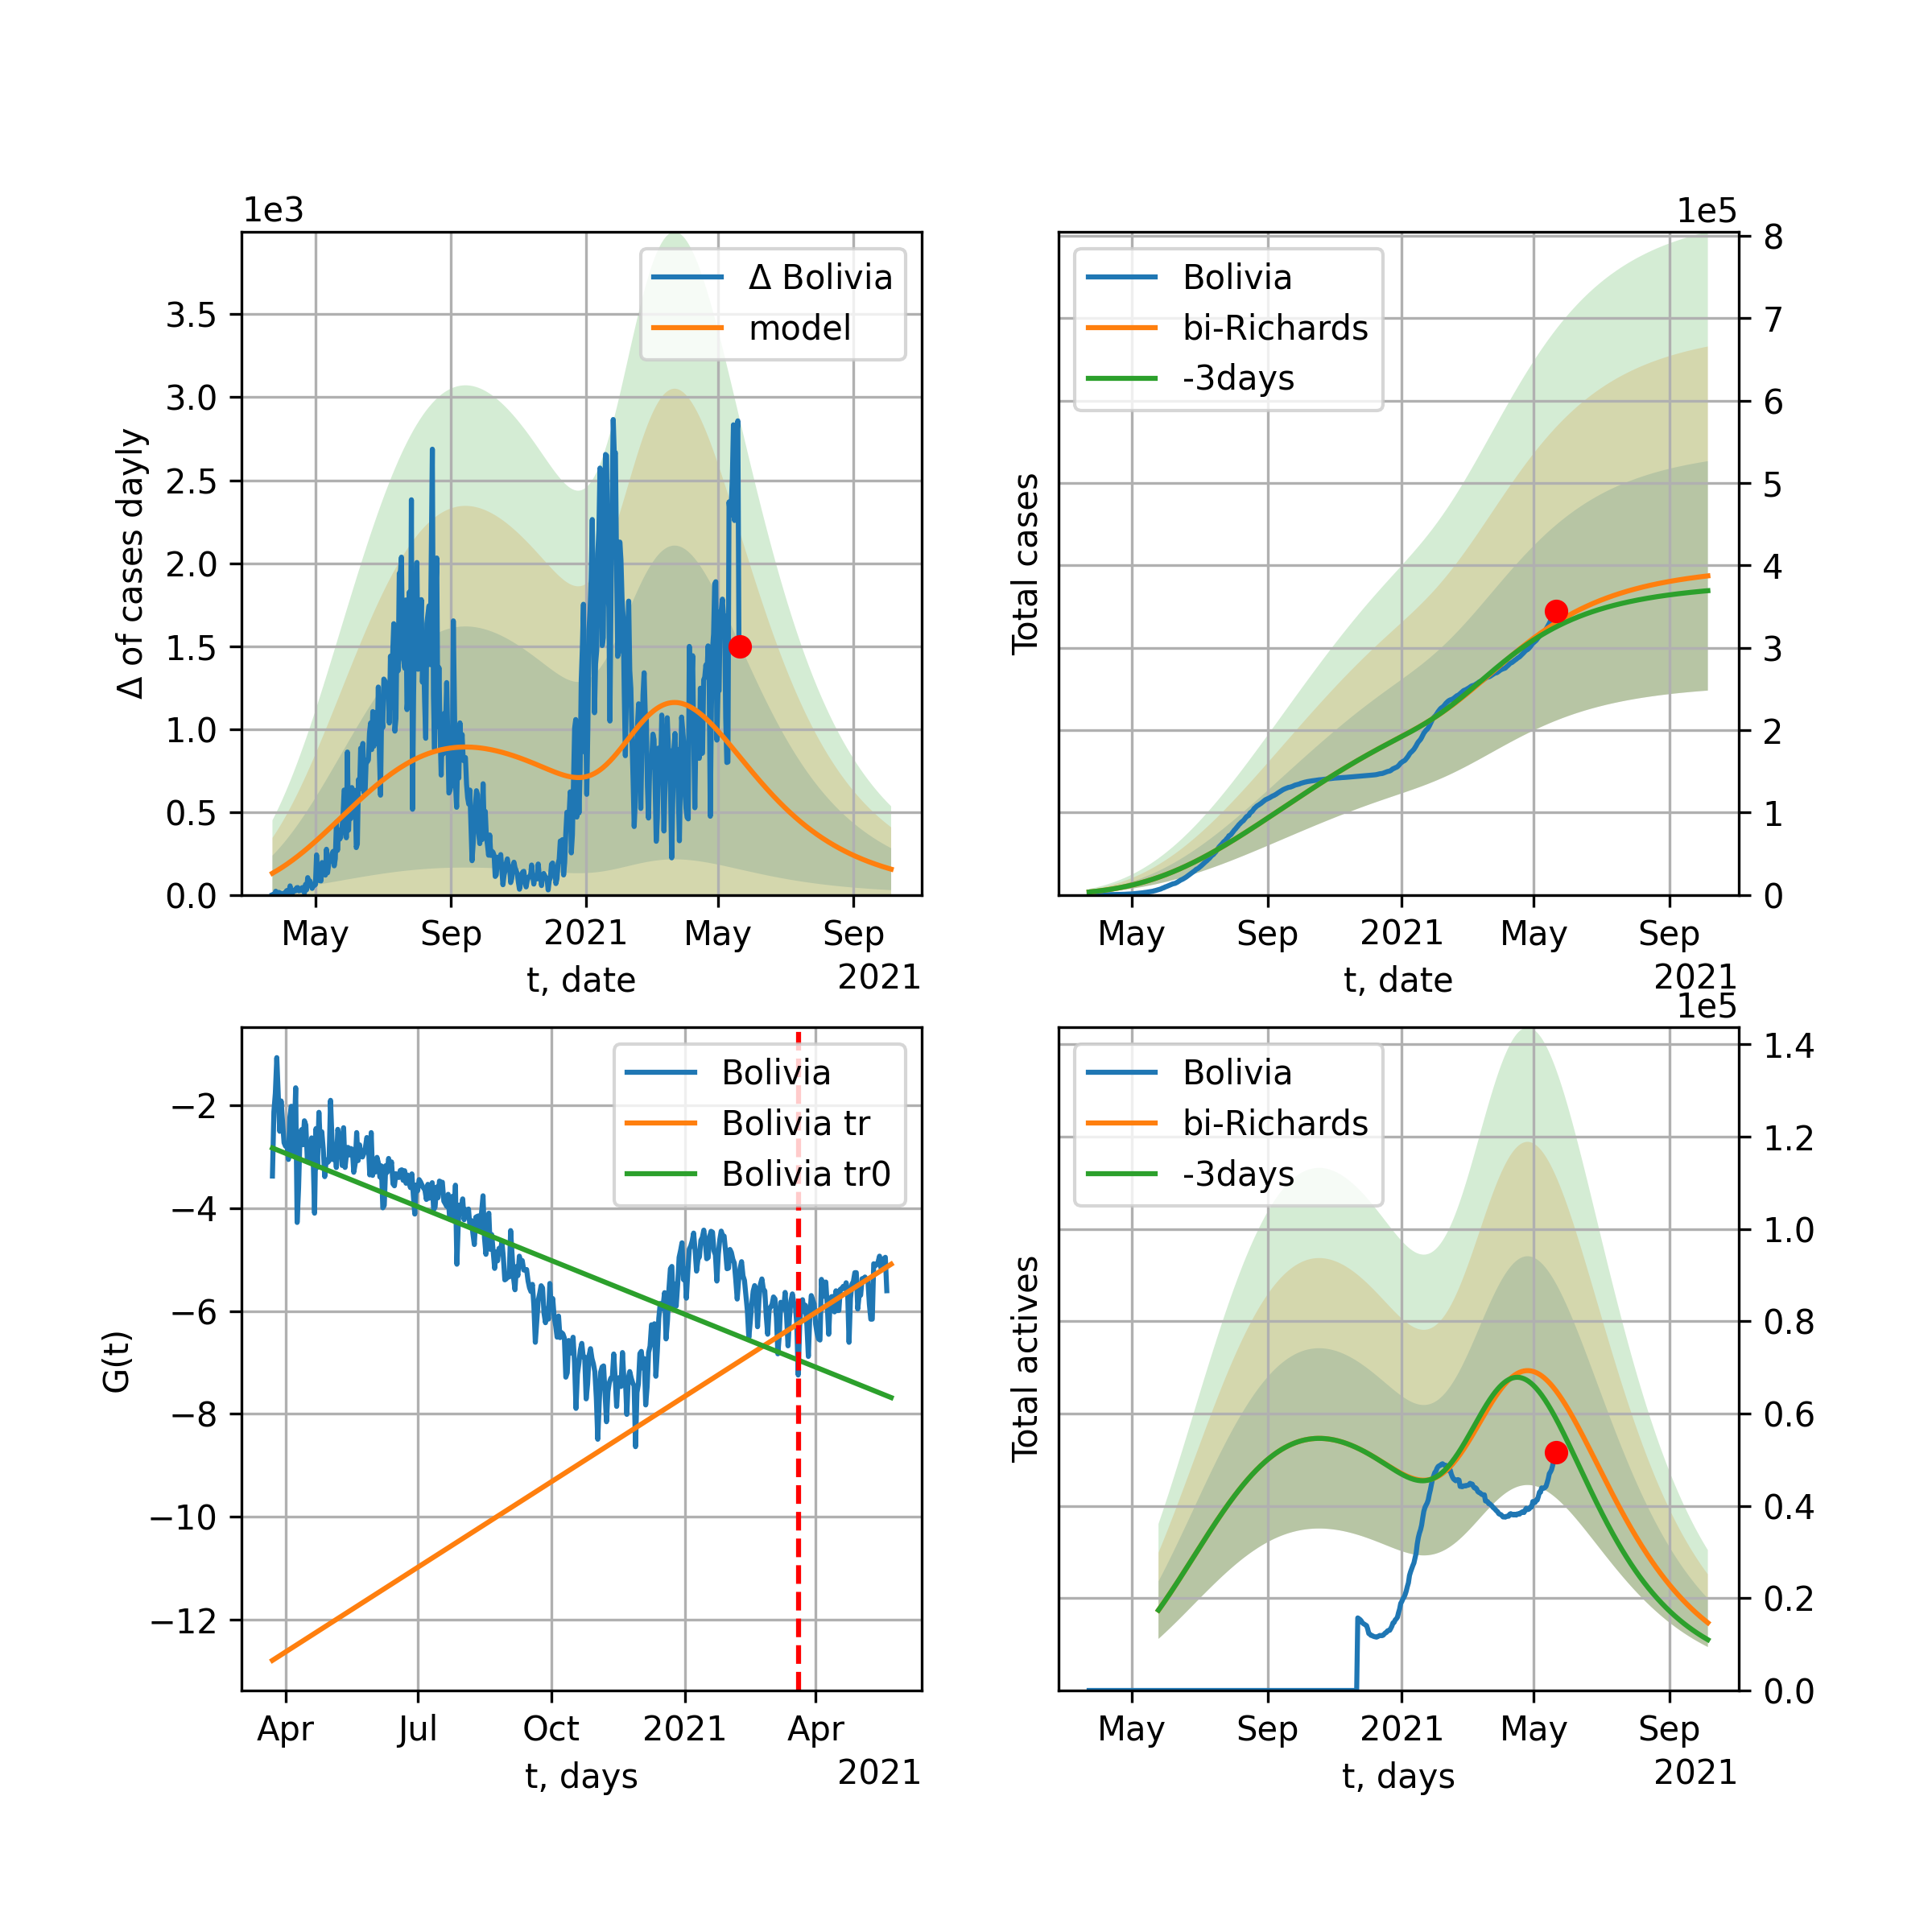 1e3
Δ Bolivia
model
3.5
3.0
2.5
2.0
1.5
1.0
0.5
0.0
Δ of cases dayly
May Sep 2021 May Sep
t, date
2021
1e5
Bolivia
bi-Richards
-3days
8
7
6
5
4
3
2
1
0
Total cases
May Sep 2021 May Sep
t, date
2021
Bolivia
Bolivia tr
Bolivia tr0
−2
−4
−6
−8
−10
−12
G(t)
Apr Jul Oct 2021 Apr
t, days
2021
1e5
Bolivia
bi-Richards
-3days
1.4
1.2
1.0
0.8
0.6
0.4
0.2
0.0
Total actives
May Sep 2021 May Sep
t, days
2021